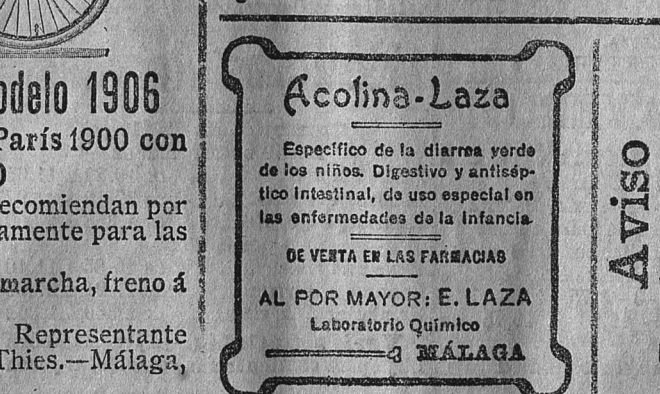 odelo 1906
París 1900 con
ecomiendan por
amente para las
marcha, freno á
Representante
Thies.—Málaga,
Acolina-Laza
Específico de la diarrea verde
de los niños. Digestivo y antisép-
tico intestinal, de uso especial en
las enfermedades de la infancia.
DE VENTA EN LAS FARMACIAS
AL POR MAYOR: E. LAZA
Laboratorio Químico
MÁLAGA
Aviso